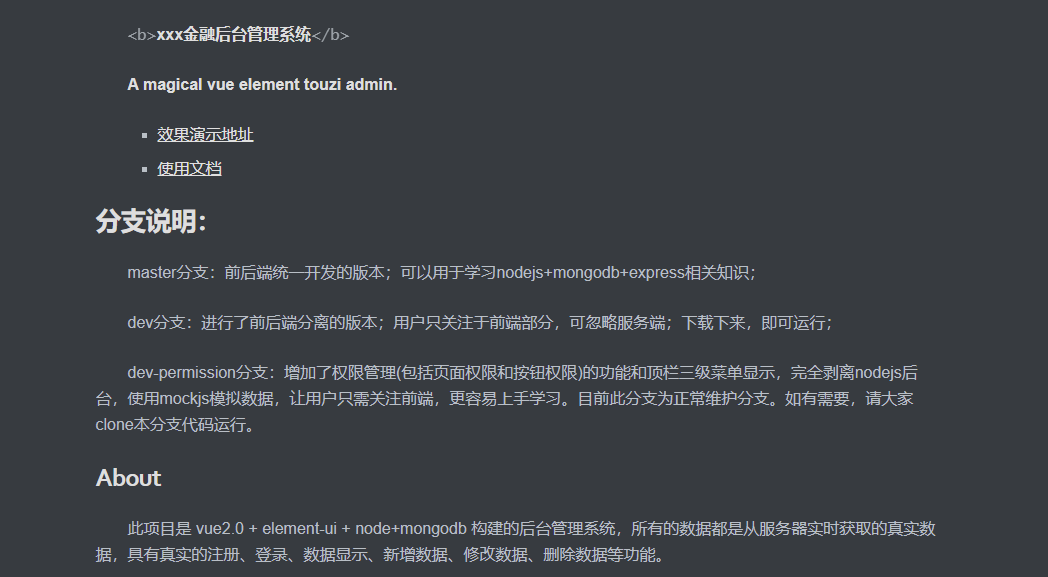 <b>xxx金融后台管理系统</b>
A magical vue element touzi admin.
效果演示地址
使用文档
分支说明：
master分支：前后端统一开发的版本；可以用于学习nodejs+mongodb+express相关知识；
dev分支：进行了前后端分离的版本；用户只关注于前端部分，可忽略服务端；下载下来，即可运行；
dev-permission分支：增加了权限管理(包括页面权限和按钮权限)的功能和顶栏三级菜单显示，完全剥离nodejs后
台，使用mockjs模拟数据，让用户只需关注前端，更容易上手学习。目前此分支为正常维护分支。如有需要，请大家
clone本分支代码运行。
About
此项目是 vue2.0 + element-ui + node+mongodb 构建的后台管理系统，所有的数据都是从服务器实时获取的真实数
据，具有真实的注册、登录、数据显示、新增数据、修改数据、删除数据等功能。